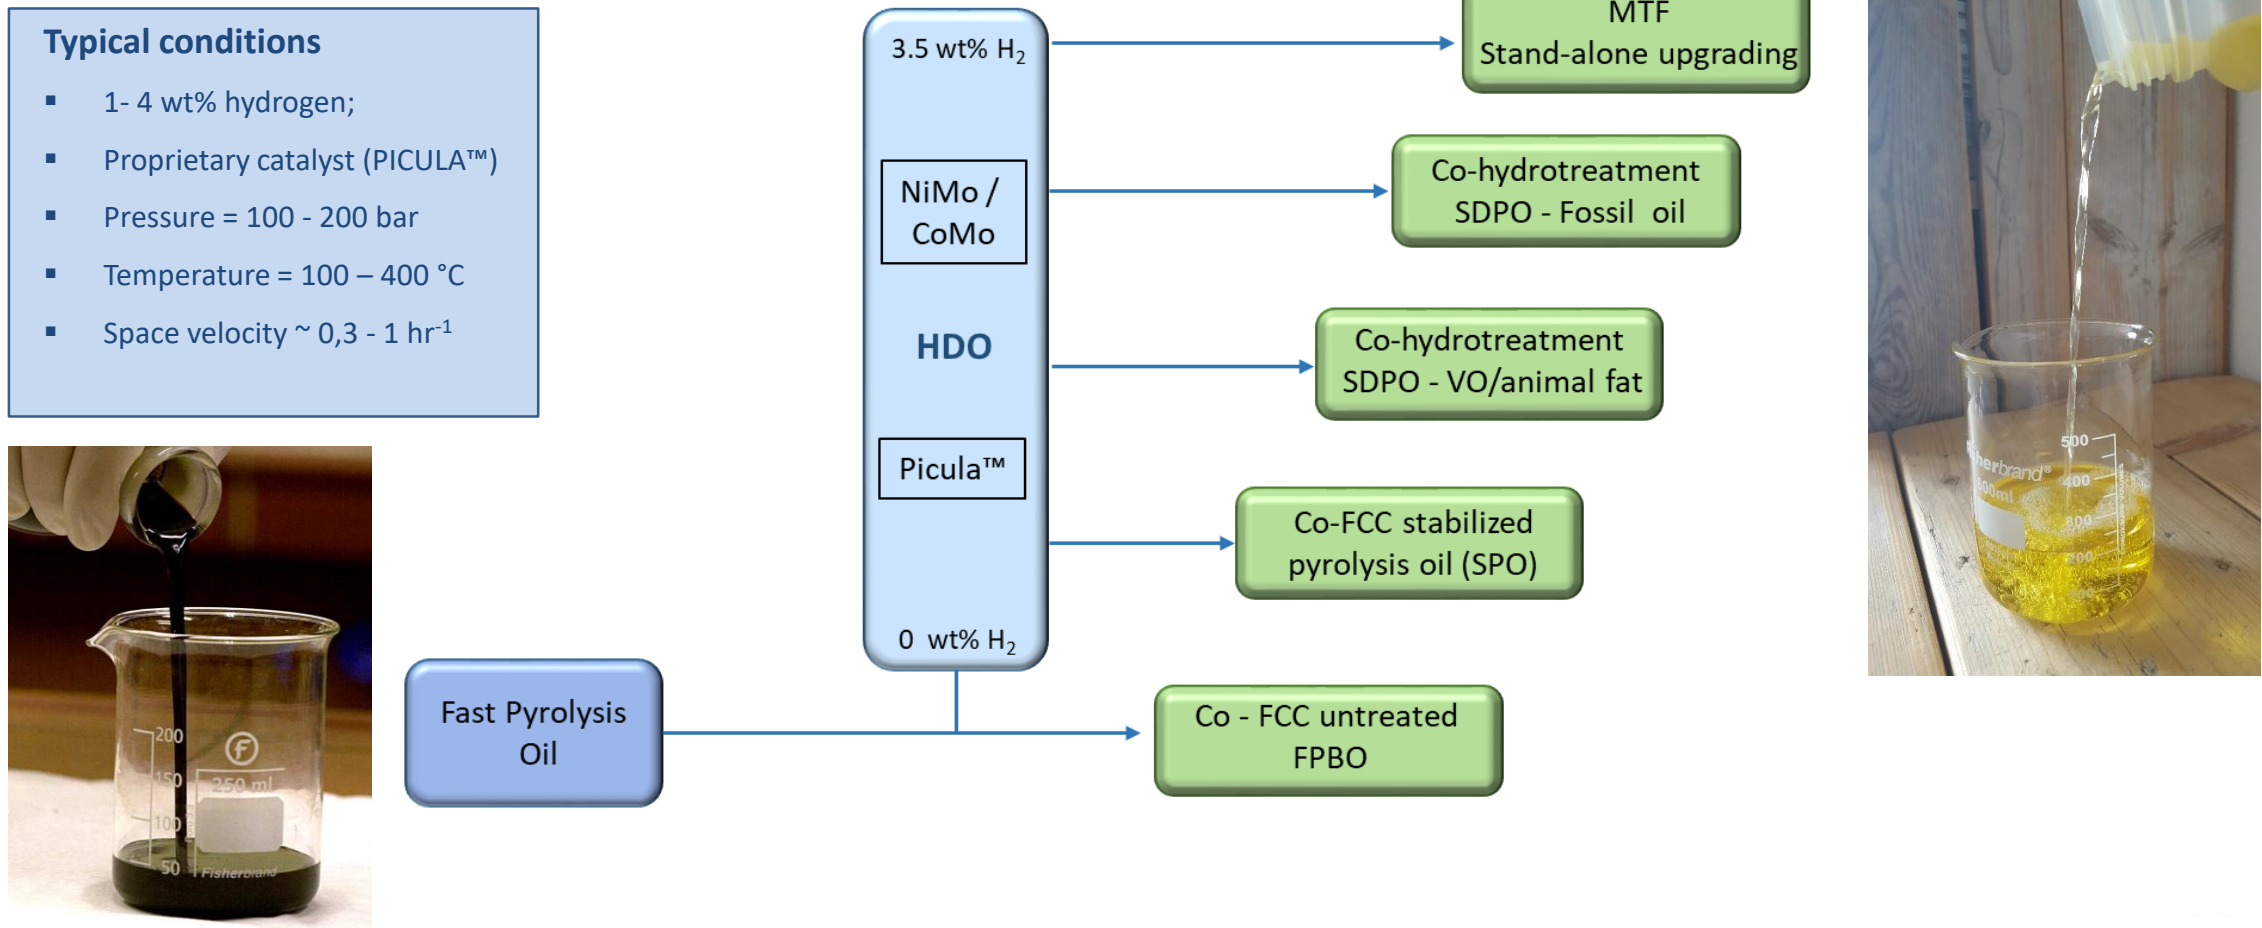 Typical conditions
▪ 1- 4 wt% hydrogen;
▪ Proprietary catalyst (PICULA™)
▪ Pressure = 100 - 200 bar
▪ Temperature = 100 – 400 °C
▪ Space velocity ~ 0,3 - 1 hr⁻¹
3.5 wt% H₂
NiMo /
CoMo
HDO
Picula™
0 wt% H₂
MTF
Stand-alone upgrading
Co-hydrotreatment
SDPO - Fossil oil
Co-hydrotreatment
SDPO - VO/animal fat
Co-FCC stabilized
pyrolysis oil (SPO)
Co - FCC untreated
FPBO
Fast Pyrolysis
Oil
200
F
150
250 ml
100
50
Fisherbrand
500
herbrand®
400
600ml
300
200